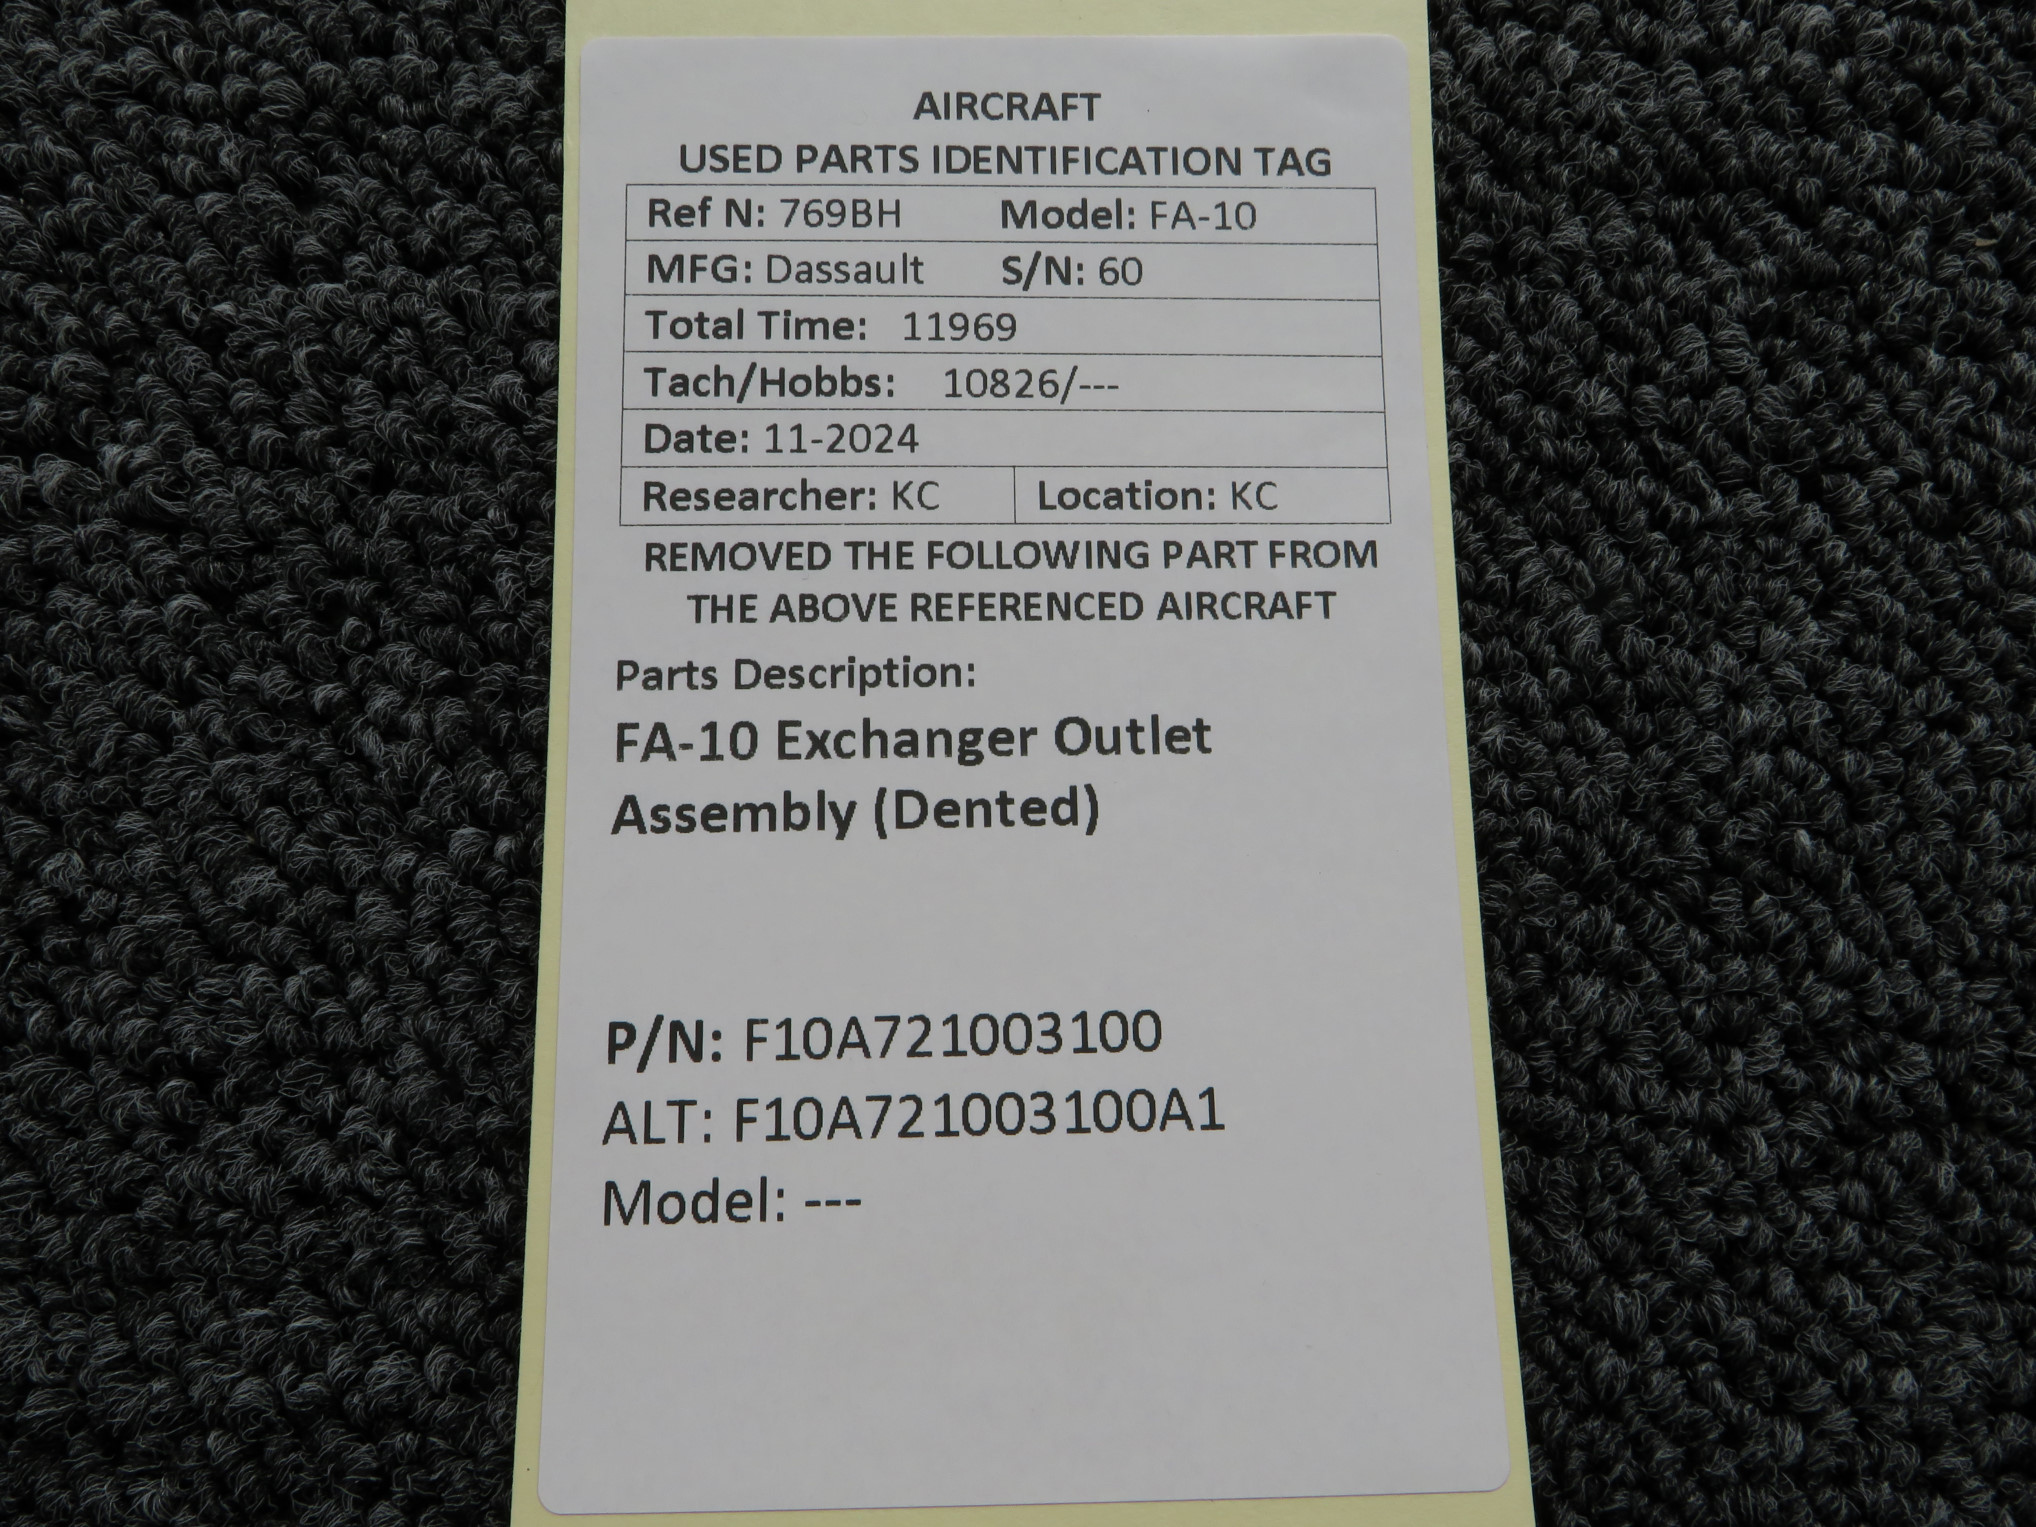 AIRCRAFT
USED PARTS IDENTIFICATION TAG
Ref N: 769BH Model: FA-10
MFG: Dassault S/N: 60
Total Time: 11969
Tach/Hobbs: 10826/---
Date: 11-2024
Researcher: KC Location: KC
REMOVED THE FOLLOWING PART FROM
THE ABOVE REFERENCED AIRCRAFT
Parts Description:
FA-10 Exchanger Outlet
Assembly (Dented)
P/N: F10A721003100
ALT: F10A721003100A1
Model: ---